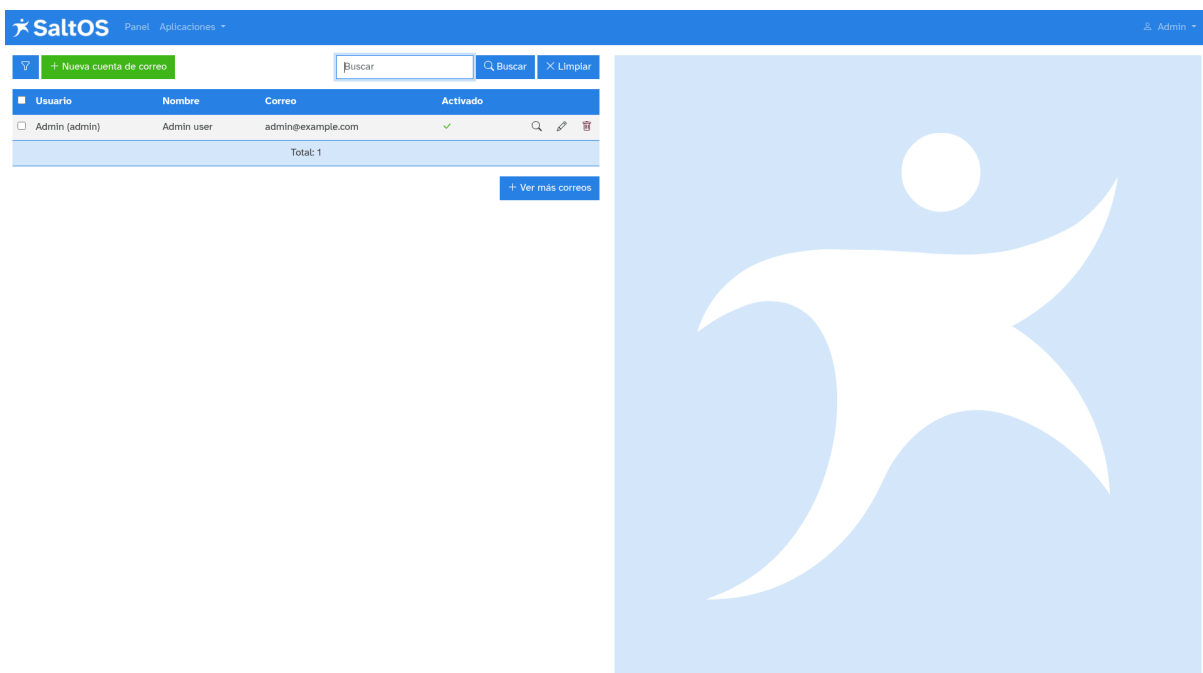 SaltOS Panel Aplicaciones Admin
+ Nueva cuenta de correo Buscar Buscar Limpiar
Usuario Nombre Correo Activado
Admin (admin) Admin user admin@example.com
Total: 1
+ Ver más correos